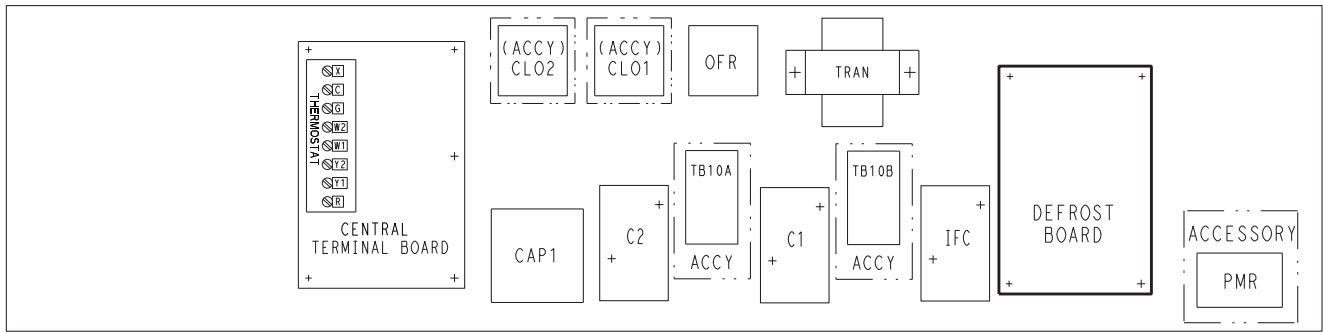 THERMOSTAT
X
C
G
W2
W1
Y2
Y1
R
CENTRAL
TERMINAL BOARD
(ACCY)
CLO2
(ACCY)
CLO1
OFR
TRAN
CAP1
C2
TB10A
ACCY
C1
TB10B
ACCY
IFC
DEFROST
BOARD
ACCESSORY
PMR